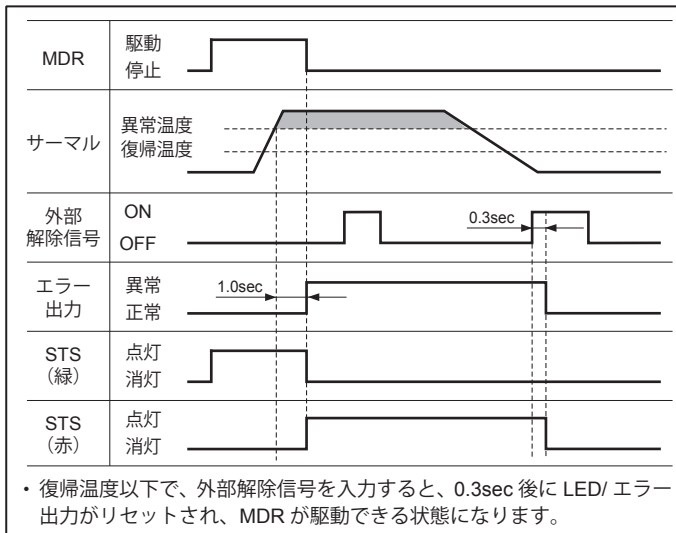 MDR
駆動
停止
サーマル
異常温度
復帰温度
外部
解除信号
ON
OFF
0.3sec
エラー
出力
異常
正常
1.0sec
STS
(緑)
点灯
消灯
STS
(赤)
点灯
消灯
・復帰温度以下で、外部解除信号を入力すると、0.3sec 後に LED/ エラー
出力がリセットされ、MDR が駆動できる状態になります。